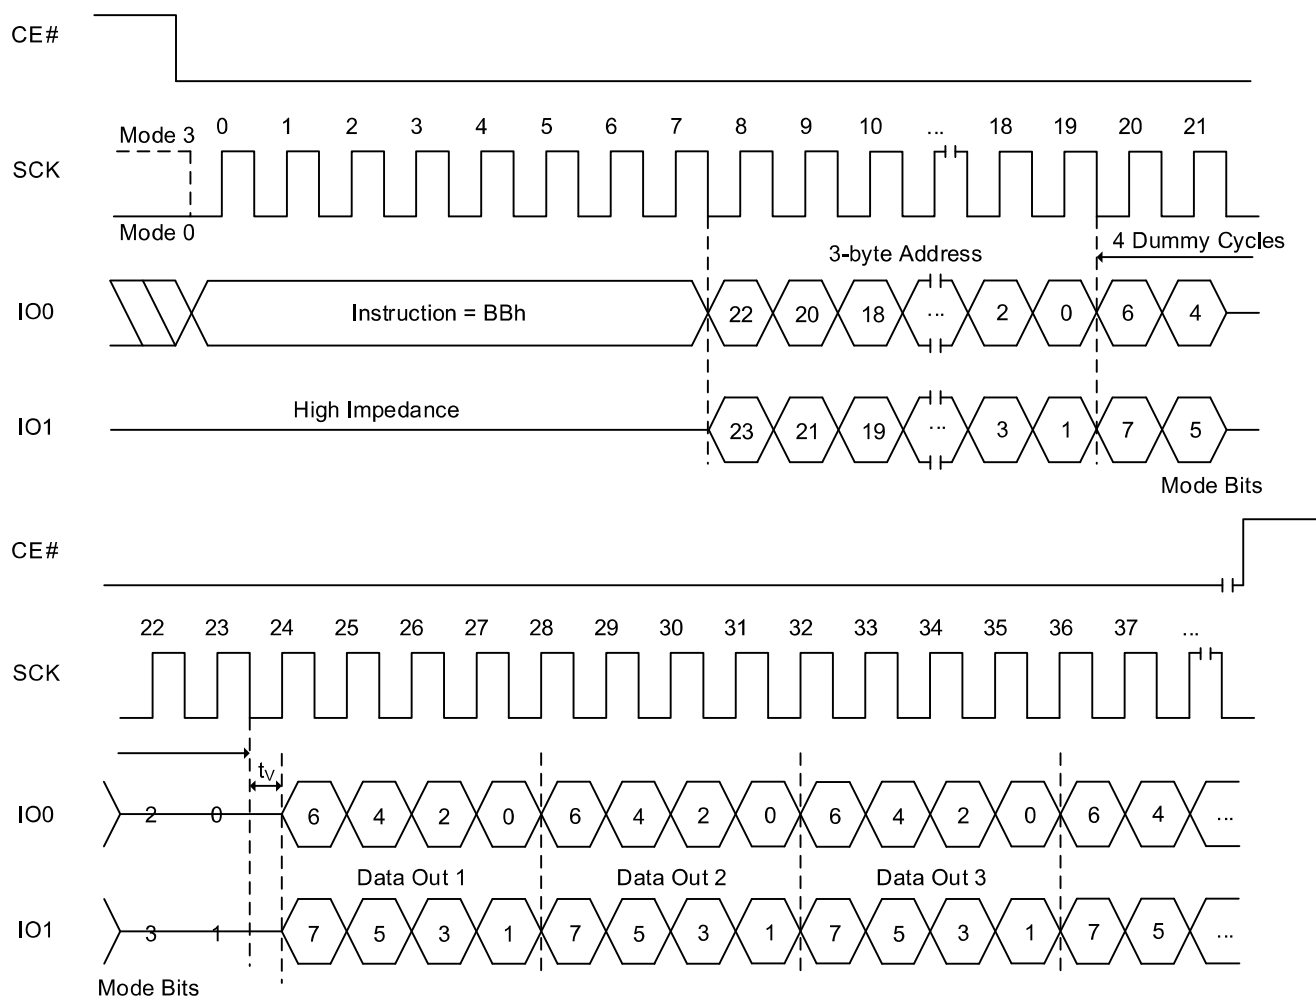 CE#
0 1 2 3 4 5 6 7 8 9 10 ... 18 19 20 21
Mode 3
SCK
Mode 0
3-byte Address
4 Dummy Cycles
IO0
Instruction = BBh
22 20 18 ... 2 0 6 4
High Impedance
IO1
23 21 19 ... 3 1 7 5
Mode Bits
CE#
22 23 24 25 26 27 28 29 30 31 32 33 34 35 36 37 ...
SCK
tV
IO0
2 0 6 4 2 0 6 4 2 0 6 4 2 0 6 4 ...
Data Out 1 Data Out 2 Data Out 3
IO1
3 1 7 5 3 1 7 5 3 1 7 5 3 1 7 5 ...
Mode Bits